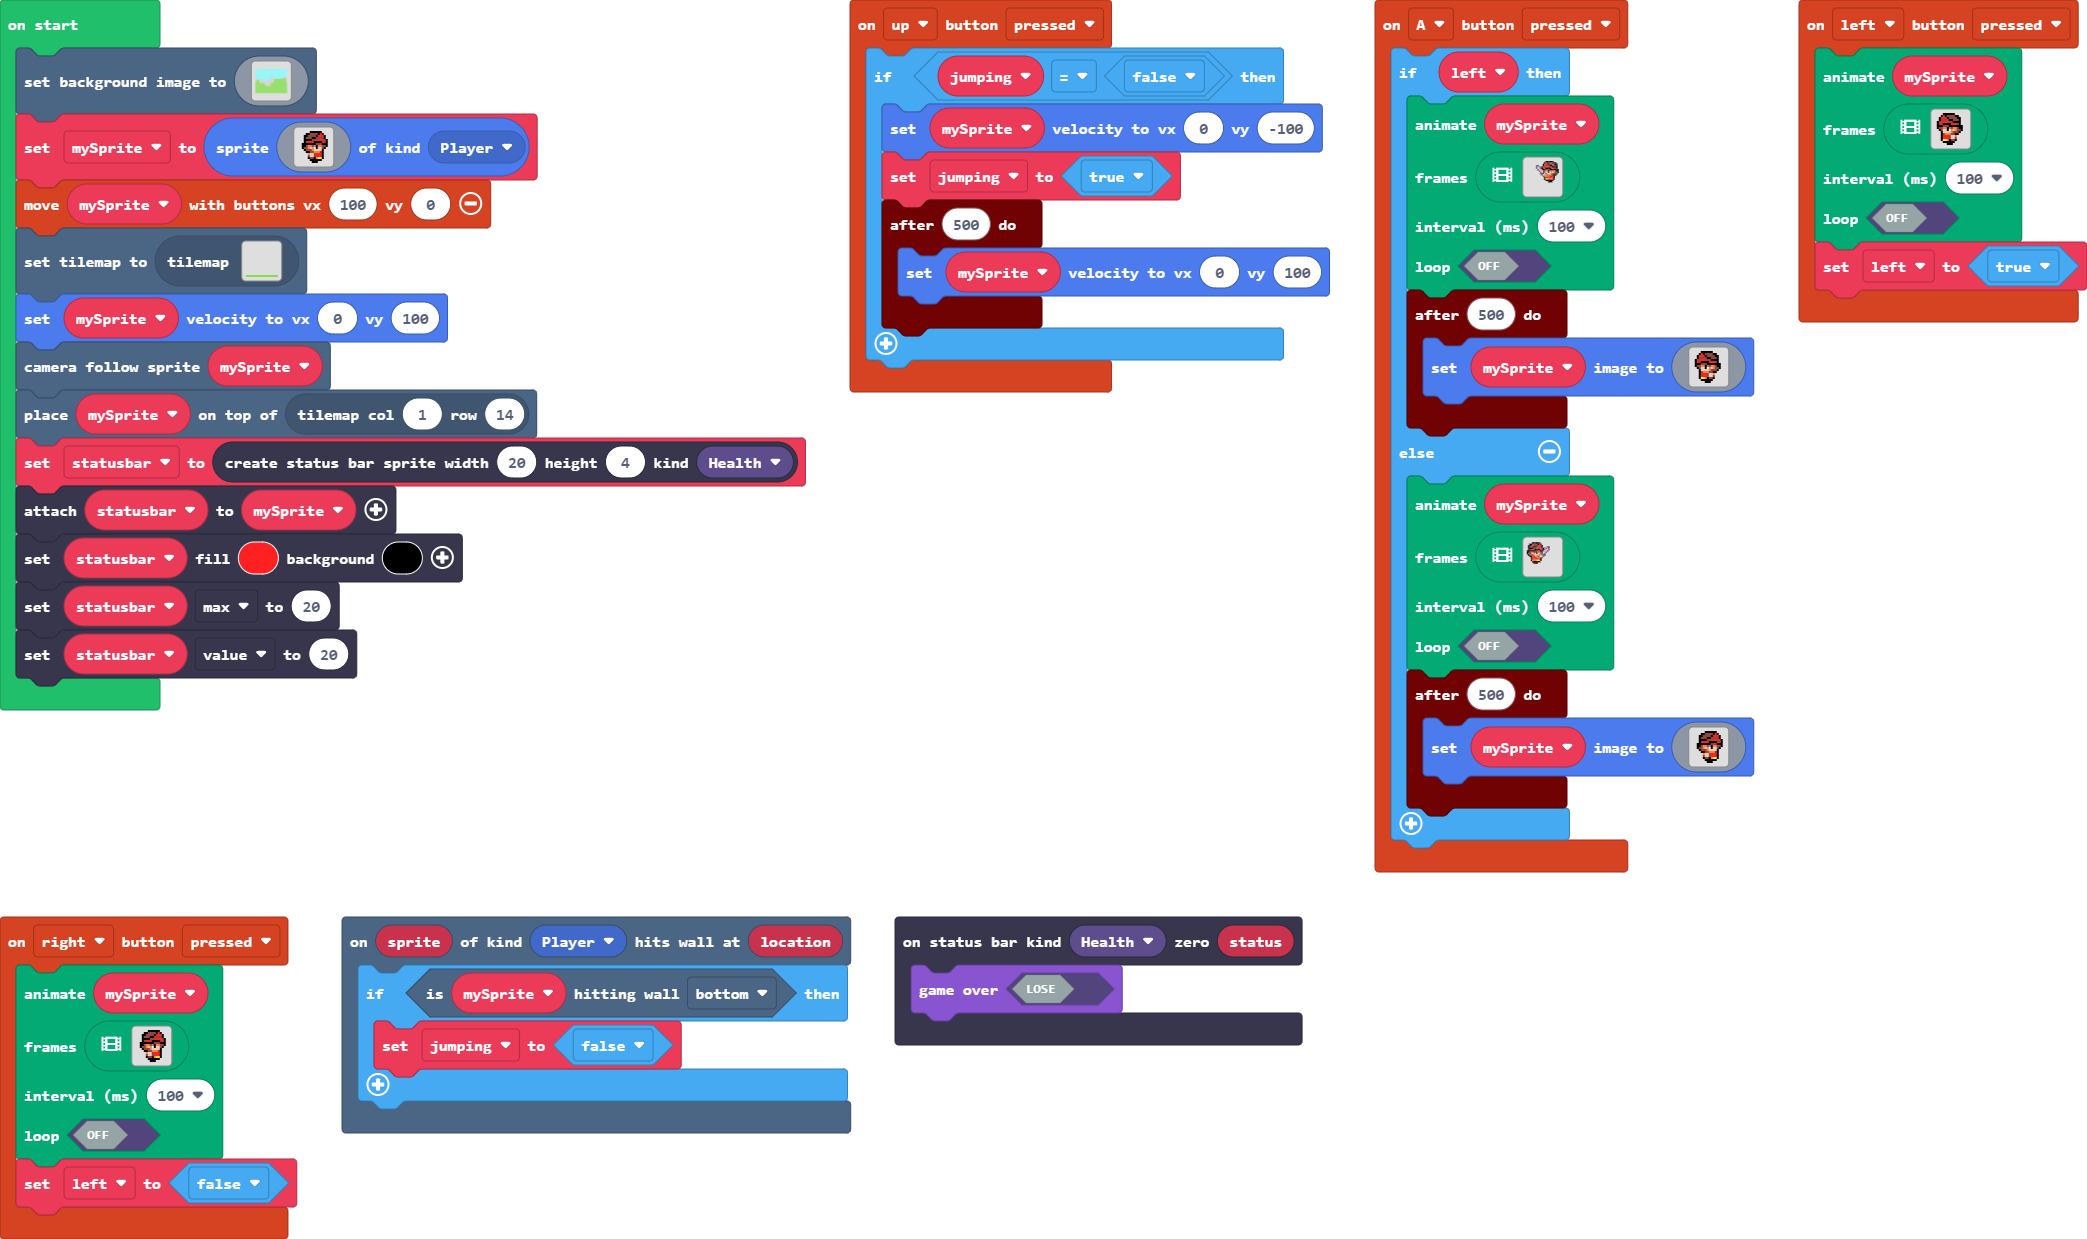 on start
set background image to
set mySprite to sprite of kind Player
move mySprite with buttons vx 100 vy 0
set tilemap to tilemap
set mySprite velocity to vx 0 vy 100
camera follow sprite mySprite
place mySprite on top of tilemap col 1 row 14
set statusbar to create status bar sprite width 20 height 4 kind Health
attach statusbar to mySprite
set statusbar fill background
set statusbar max to 20
set statusbar value to 20
on up button pressed
if jumping = false then
set mySprite velocity to vx 0 vy -100
set jumping to true
after 500 do
set mySprite velocity to vx 0 vy 100
on A button pressed
if left then
animate mySprite
frames
interval (ms) 100
loop OFF
after 500 do
set mySprite image to
else
animate mySprite
frames
interval (ms) 100
loop OFF
after 500 do
set mySprite image to
on left button pressed
animate mySprite
frames
interval (ms) 100
loop OFF
set left to true
on right button pressed
animate mySprite
frames
interval (ms) 100
loop OFF
set left to false
on sprite of kind Player hits wall at location
if is mySprite hitting wall bottom then
set jumping to false
on status bar kind Health zero status
game over LOSE